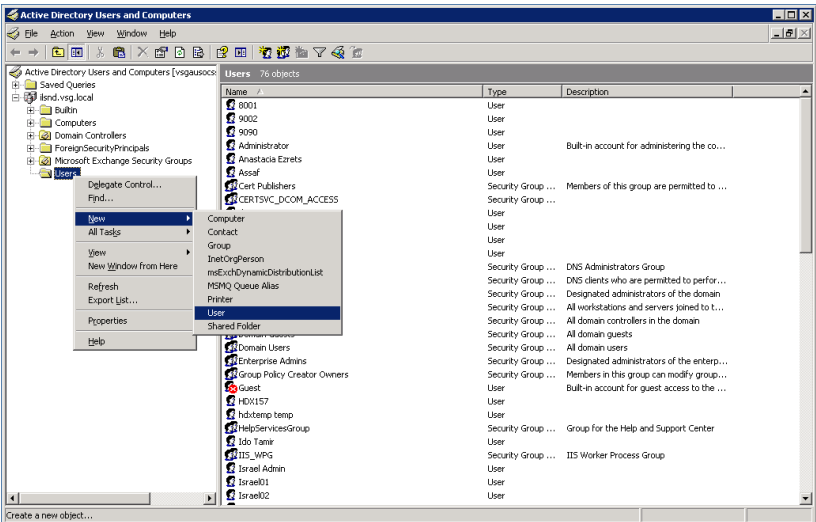 Active Directory Users and Computers
File Action View Window Help
Active Directory Users and Computers [vsgausocs
Saved Queries
ilsnd.vsg.local
Builtin
Computers
Domain Controllers
ForeignSecurityPrincipals
Microsoft Exchange Security Groups
Users
Delegate Control...
Find...
New
All Tasks
View
New Window from Here
Refresh
Export List...
Properties
Help
Computer
Contact
Group
InetOrgPerson
msExchDynamicDistributionList
MSMQ Queue Alias
Printer
User
Shared Folder
Users 76 objects
Name Type Description
8001 User
9002 User
9090 User
Administrator User Built-in account for administering the co...
Anastacia Ezrets User
Assaf User
Cert Publishers Security Group ... Members of this group are permitted to ...
CERTSVC_DCOM_ACCESS Security Group ...
User
User
User
User
Security Group ... DNS Administrators Group
Security Group ... DNS clients who are permitted to perfor...
Security Group ... Designated administrators of the domain
Security Group ... All workstations and servers joined to t...
Security Group ... All domain controllers in the domain
Security Group ... All domain guests
Domain Users Security Group ... All domain users
Enterprise Admins Security Group ... Designated administrators of the enterp...
Group Policy Creator Owners Security Group ... Members in this group can modify group...
Guest User Built-in account for guest access to the ...
HDX157 User
hdxtemp temp User
HelpServicesGroup Security Group ... Group for the Help and Support Center
Ido Tamir User
IIS_WPG Security Group ... IIS Worker Process Group
Israel Admin User
Israel01 User
Israel02 User
Create a new object...